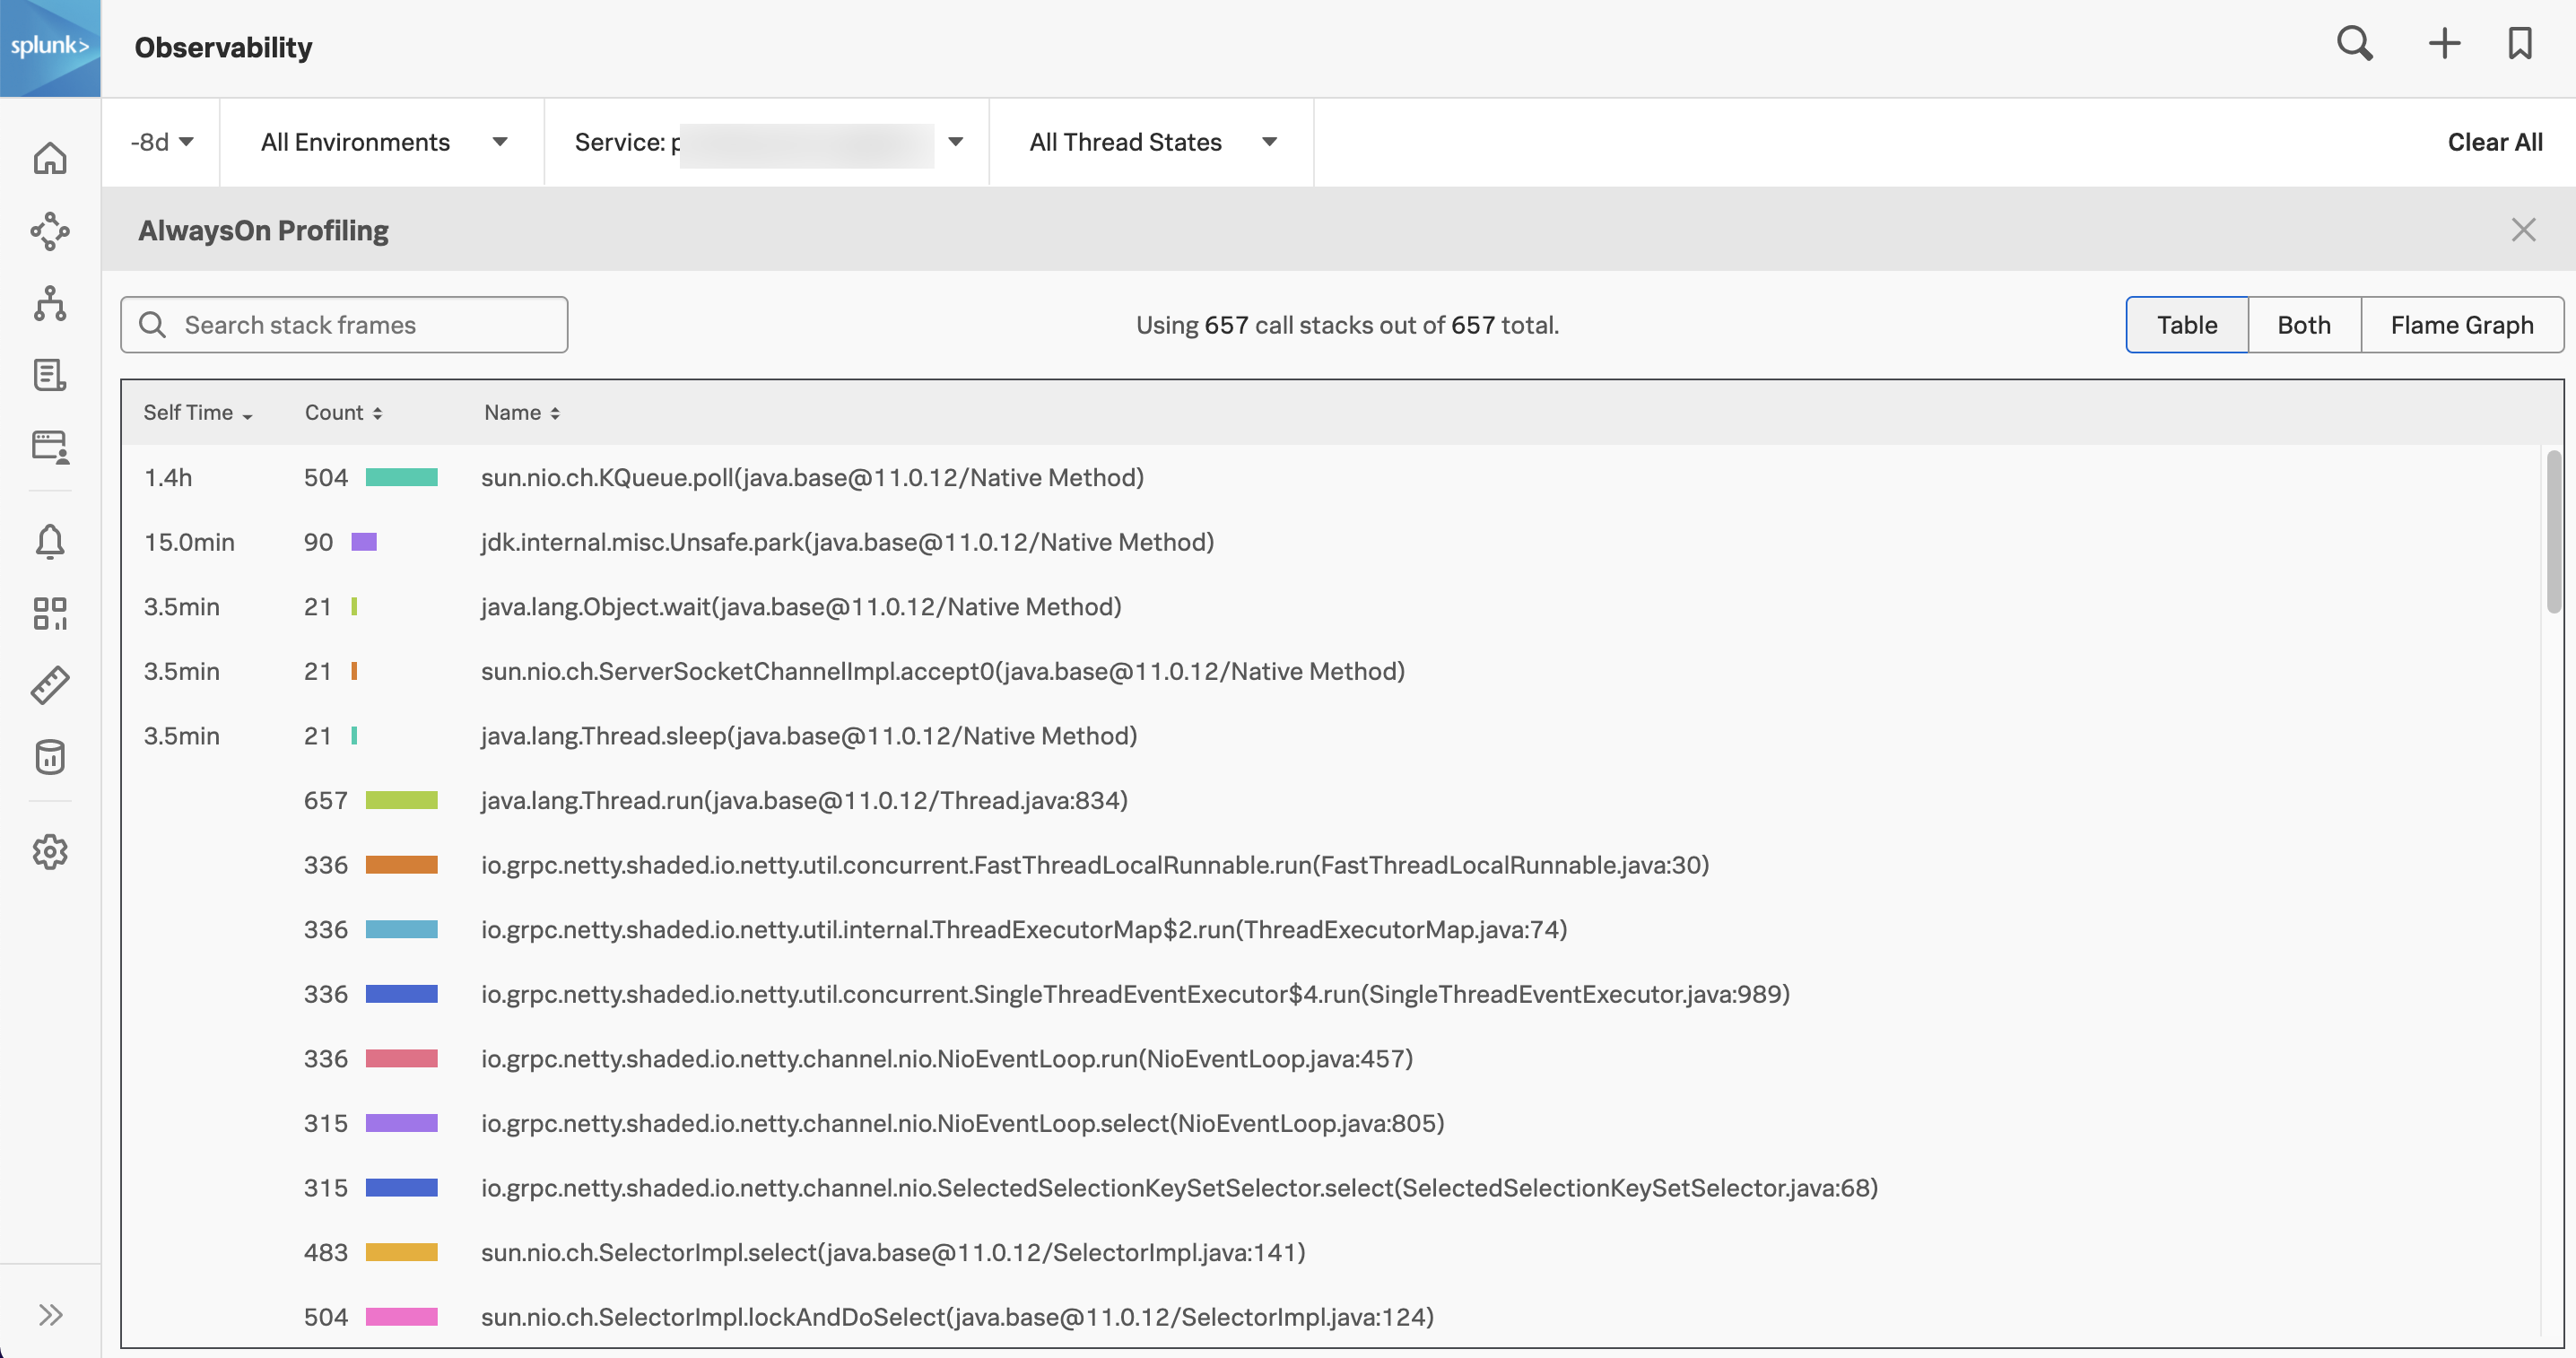 splunk>
Observability
-8d
All Environments
Service:
All Thread States
Clear All
AlwaysOn Profiling
Search stack frames
Using 657 call stacks out of 657 total.
Table
Both
Flame Graph
Self Time Count Name
1.4h 504 sun.nio.ch.KQueue.poll(java.base@11.0.12/Native Method)
15.0min 90 jdk.internal.misc.Unsafe.park(java.base@11.0.12/Native Method)
3.5min 21 java.lang.Object.wait(java.base@11.0.12/Native Method)
3.5min 21 sun.nio.ch.ServerSocketChannelImpl.accept0(java.base@11.0.12/Native Method)
3.5min 21 java.lang.Thread.sleep(java.base@11.0.12/Native Method)
657 java.lang.Thread.run(java.base@11.0.12/Thread.java:834)
336 io.grpc.netty.shaded.io.netty.util.concurrent.FastThreadLocalRunnable.run(FastThreadLocalRunnable.java:30)
336 io.grpc.netty.shaded.io.netty.util.internal.ThreadExecutorMap$2.run(ThreadExecutorMap.java:74)
336 io.grpc.netty.shaded.io.netty.util.concurrent.SingleThreadEventExecutor$4.run(SingleThreadEventExecutor.java:989)
336 io.grpc.netty.shaded.io.netty.channel.nio.NioEventLoop.run(NioEventLoop.java:457)
315 io.grpc.netty.shaded.io.netty.channel.nio.NioEventLoop.select(NioEventLoop.java:805)
315 io.grpc.netty.shaded.io.netty.channel.nio.SelectedSelectionKeySetSelector.select(SelectedSelectionKeySetSelector.java:68)
483 sun.nio.ch.SelectorImpl.select(java.base@11.0.12/SelectorImpl.java:141)
504 sun.nio.ch.SelectorImpl.lockAndDoSelect(java.base@11.0.12/SelectorImpl.java:124)